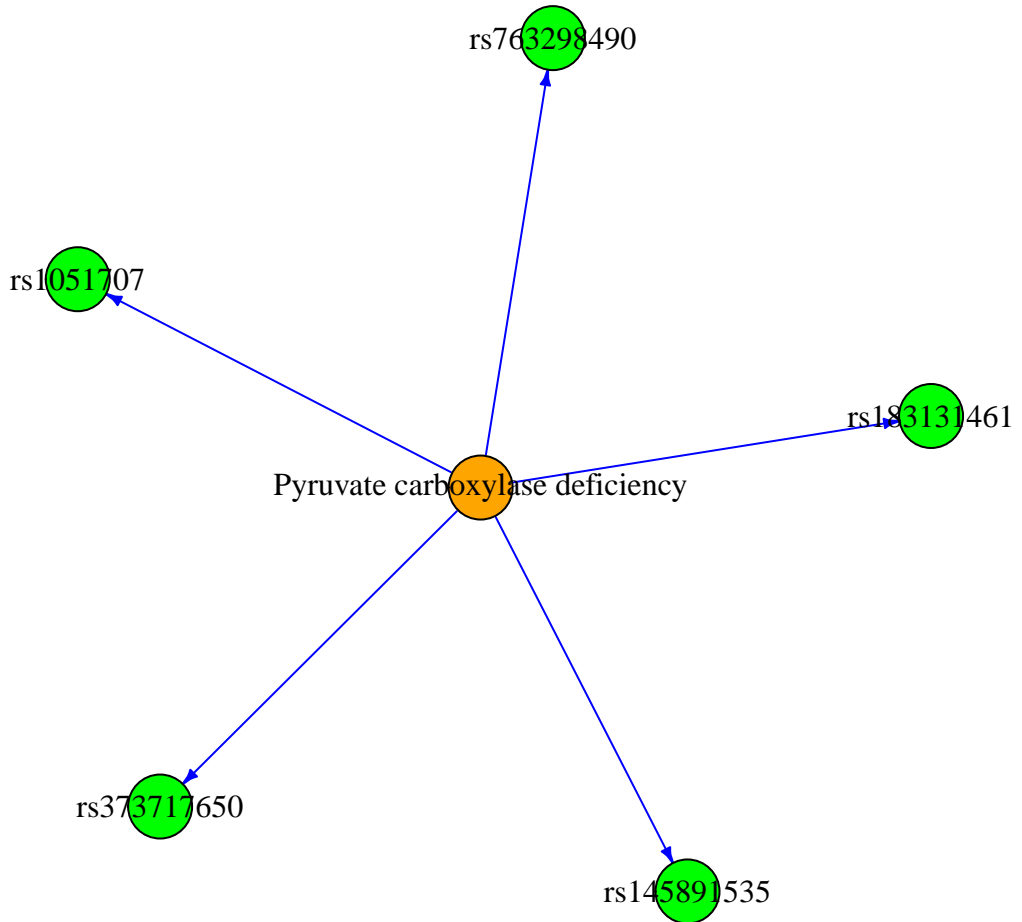 rs763298490
rs1051707
rs183131461
Pyruvate carboxylase deficiency
rs373717650
rs145891535